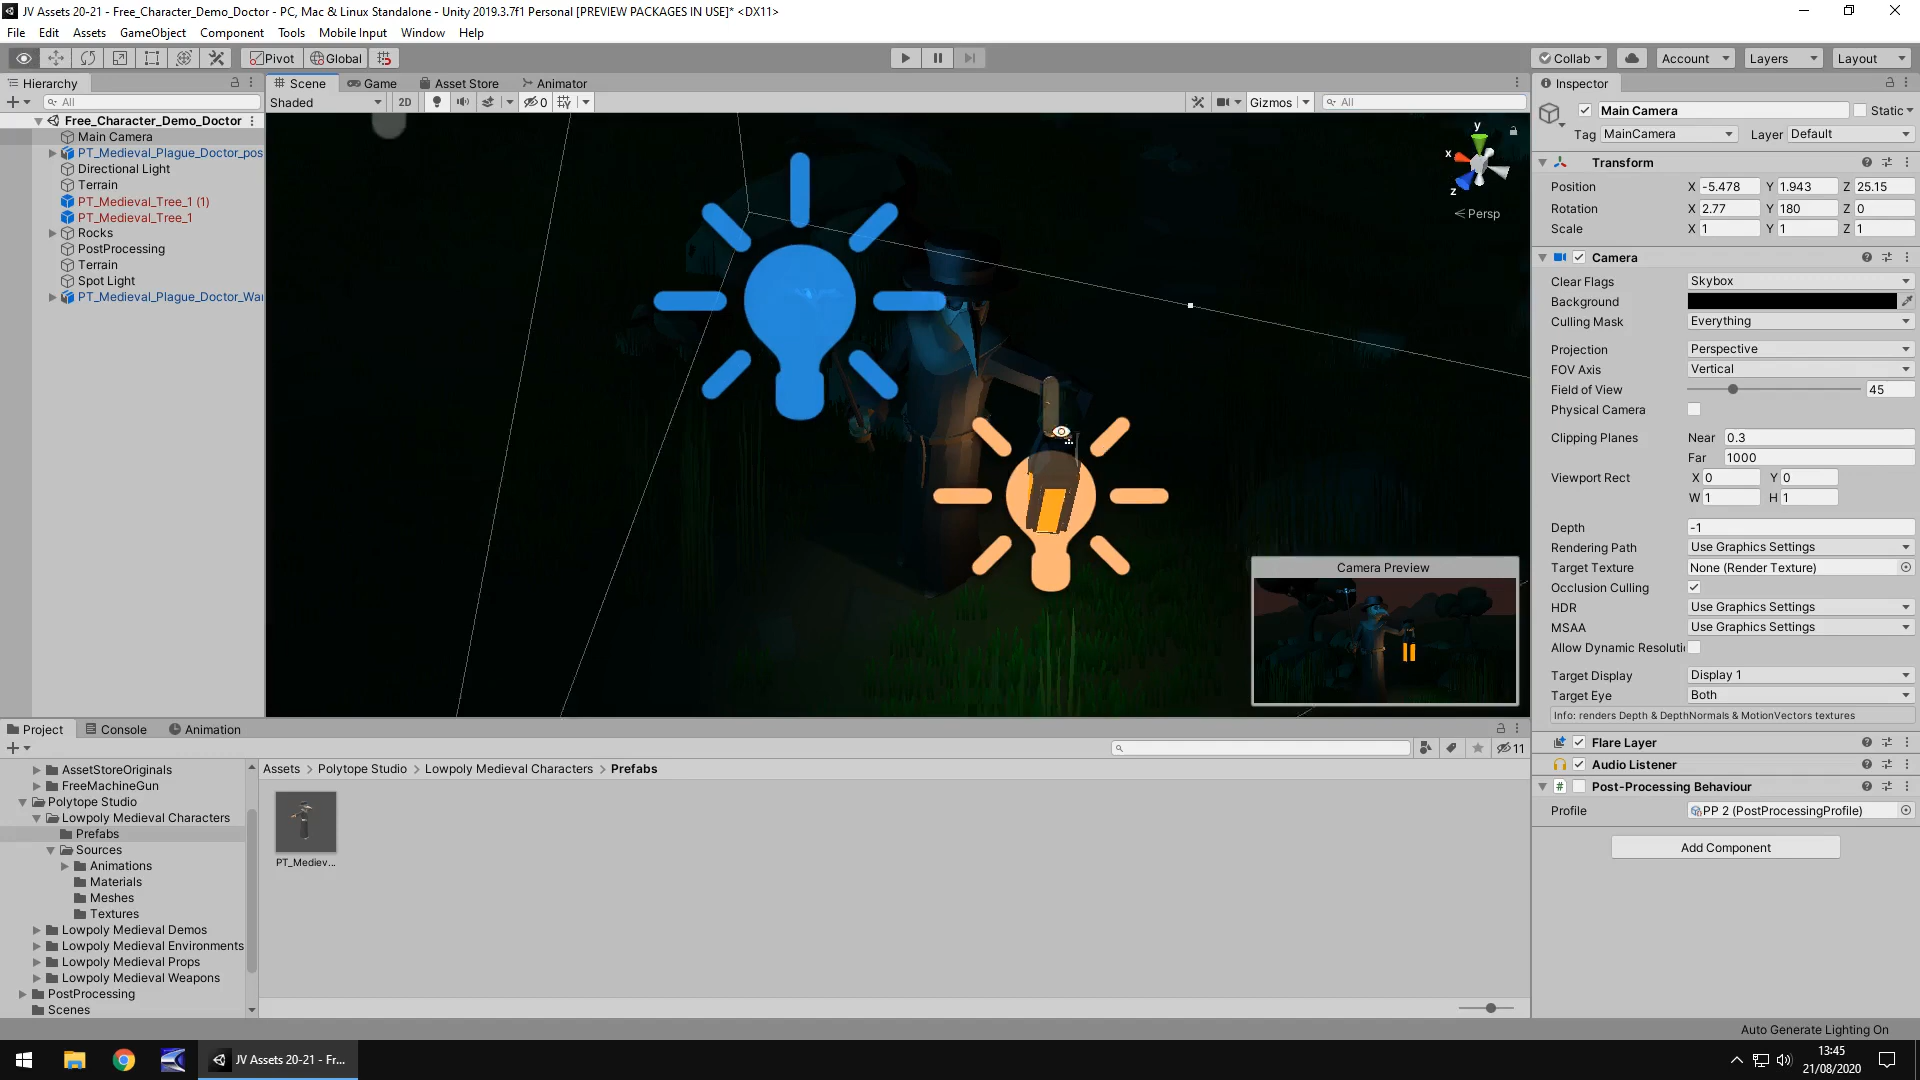 JV Assets 20-21 - Free_Character_Demo_Doctor - PC, Mac & Linux Standalone - Unity 2019.3.7f1 Personal [PREVIEW PACKAGES IN USE]* <DX11>
File Edit Assets GameObject Component Tools Mobile Input Window Help
Pivot Global Collab Account Layers Layout
Hierarchy
All
Free_Character_Demo_Doctor
Main Camera
PT_Medieval_Plague_Doctor_pos
Directional Light
Terrain
PT_Medieval_Tree_1 (1)
PT_Medieval_Tree_1
Rocks
PostProcessing
Terrain
Spot Light
PT_Medieval_Plague_Doctor_War
Scene Game Asset Store Animator
Shaded 2D 0 Gizmos All
y
x
z
< Persp
Camera Preview
Inspector
Main Camera Static
Tag MainCamera Layer Default
Transform
Position X -5.478 Y 1.943 Z 25.15
Rotation X 2.77 Y 180 Z 0
Scale X 1 Y 1 Z 1
Camera
Clear Flags Skybox
Background
Culling Mask Everything
Projection Perspective
FOV Axis Vertical
Field of View 45
Physical Camera
Clipping Planes Near 0.3
Far 1000
Viewport Rect X 0 Y 0
W 1 H 1
Depth -1
Rendering Path Use Graphics Settings
Target Texture None (Render Texture)
Occlusion Culling
HDR Use Graphics Settings
MSAA Use Graphics Settings
Allow Dynamic Resoluti
Target Display Display 1
Target Eye Both
Info: renders Depth & DepthNormals & MotionVectors textures
Flare Layer
Audio Listener
# Post-Processing Behaviour
Profile PP 2 (PostProcessingProfile)
Add Component
Project Console Animation
11
AssetStoreOriginals
FreeMachineGun
Polytope Studio
Lowpoly Medieval Characters
Prefabs
Sources
Animations
Materials
Meshes
Textures
Lowpoly Medieval Demos
Lowpoly Medieval Environments
Lowpoly Medieval Props
Lowpoly Medieval Weapons
PostProcessing
Scenes
Assets > Polytope Studio > Lowpoly Medieval Characters > Prefabs
PT_Mediev...
Auto Generate Lighting On
JV Assets 20-21 - Fr...
13:45
21/08/2020